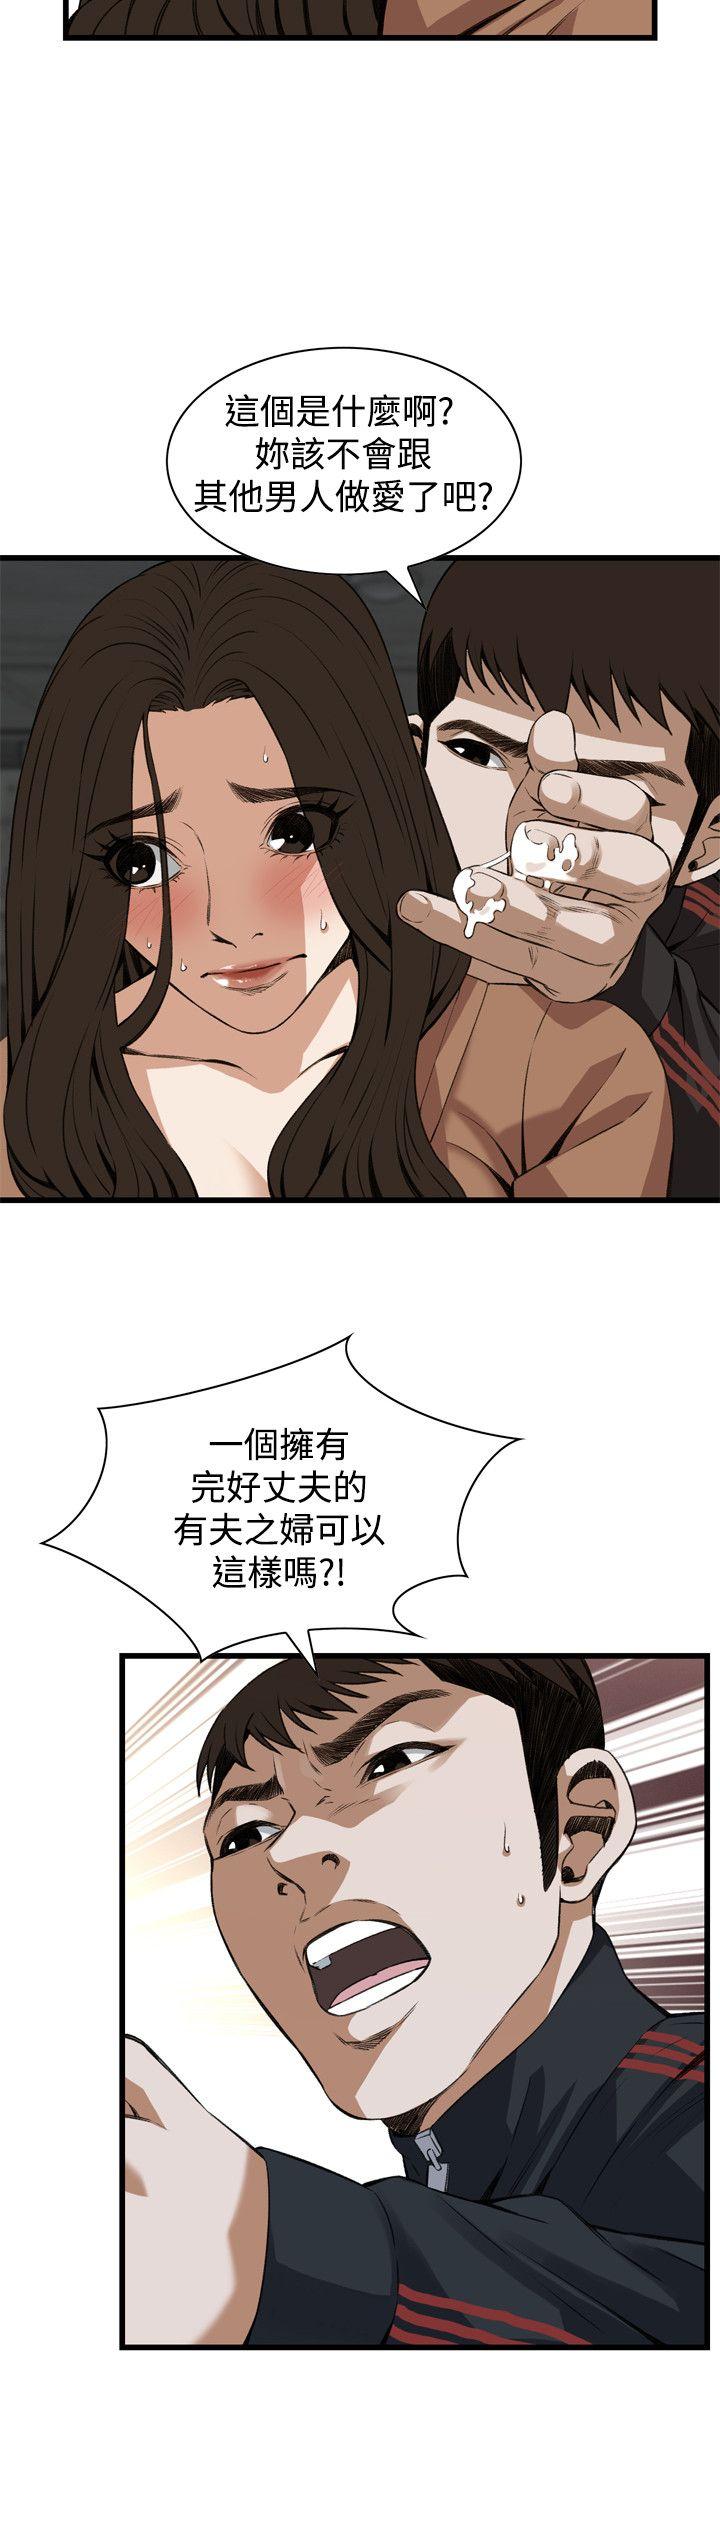 這個是什麼啊?
妳該不會跟
其他男人做愛了吧?
一個擁有
完好丈夫的
有夫之婦可以
這樣嗎?!